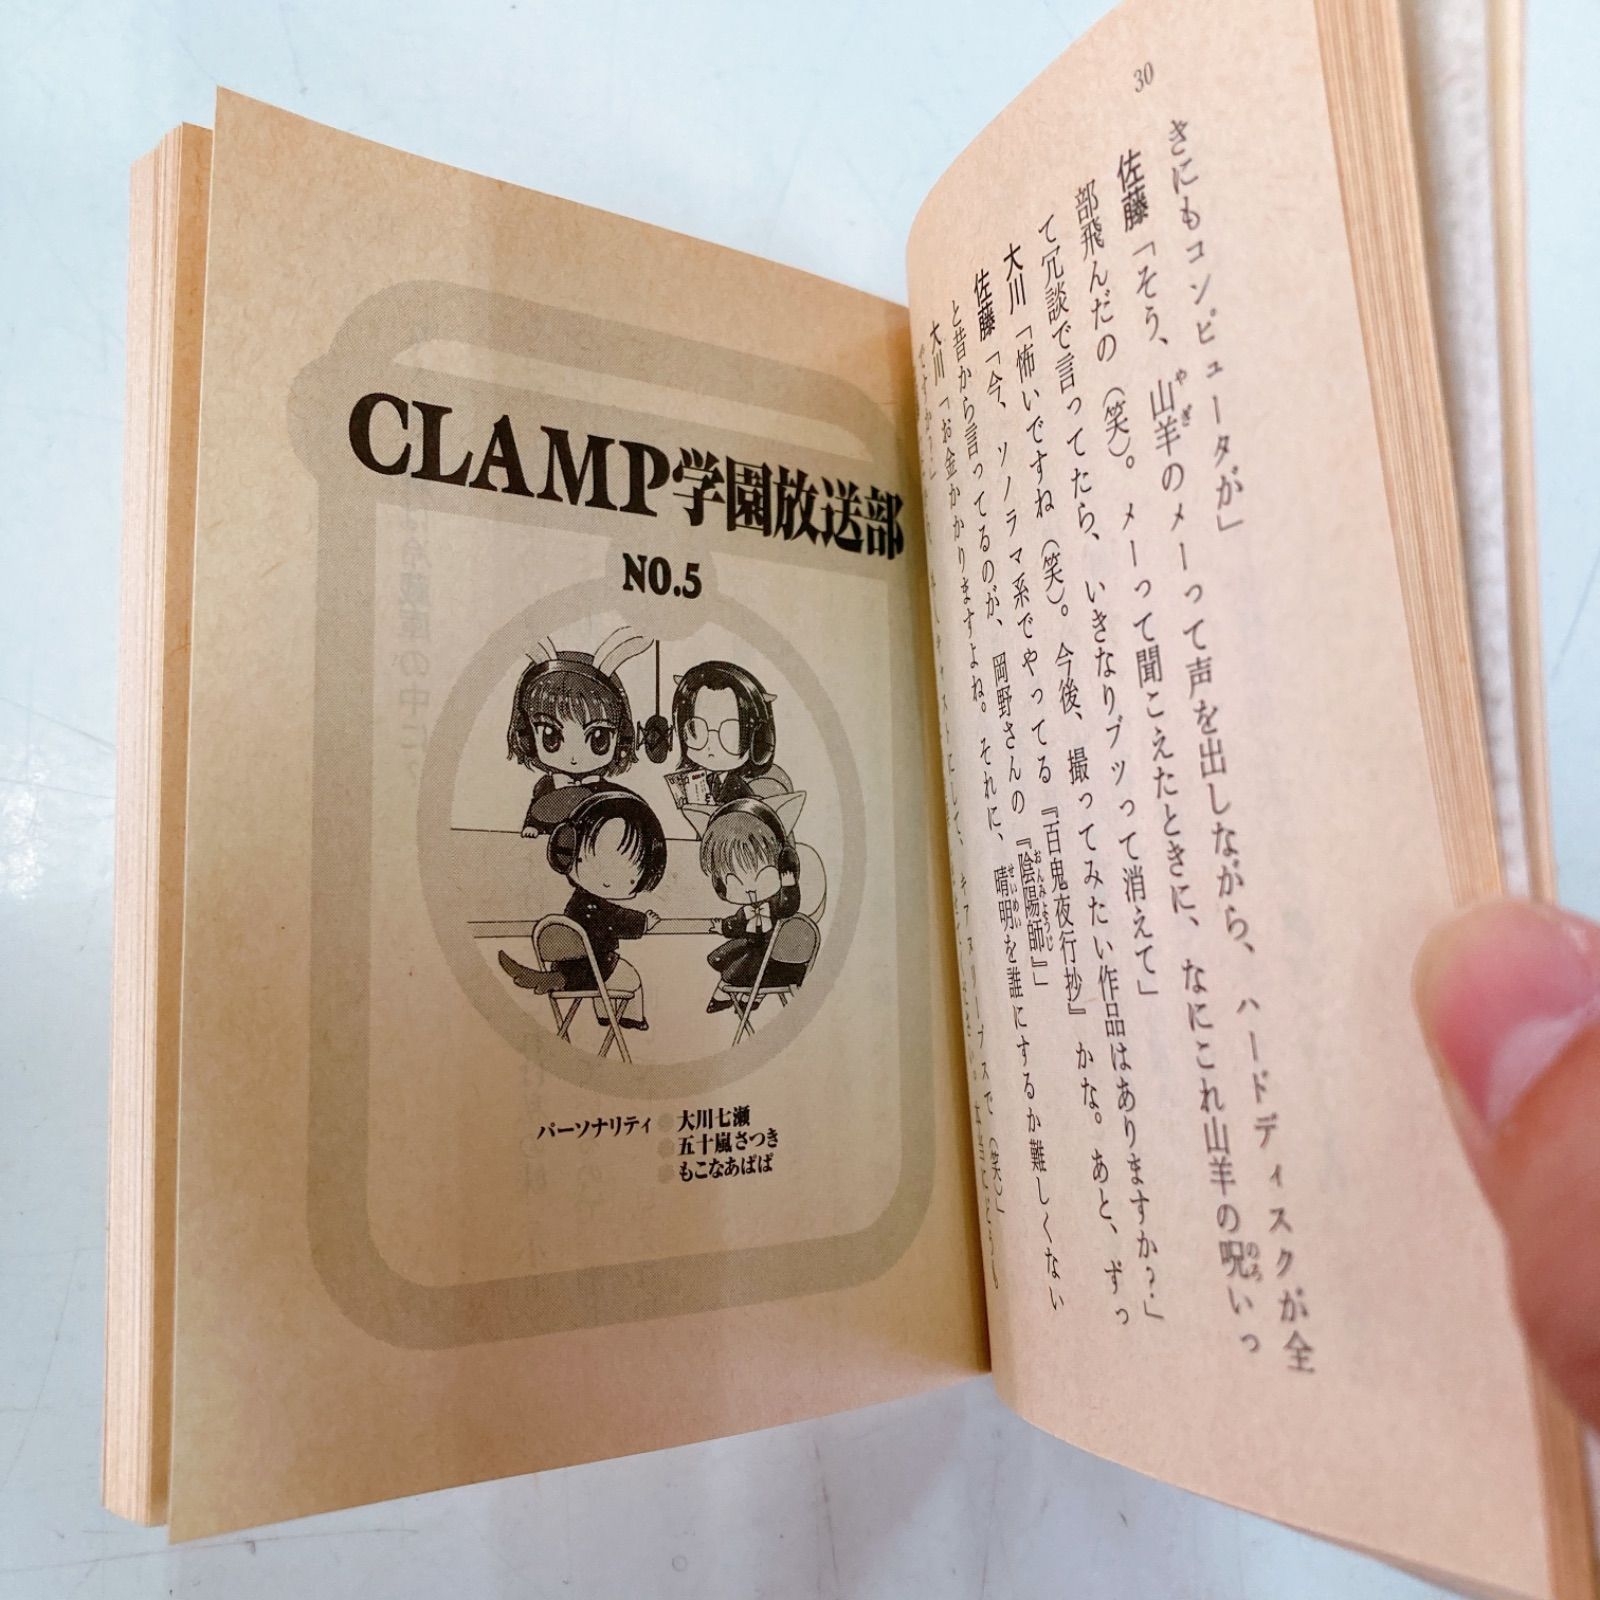 30
きにもコンピュータが」
佐藤「そう、山羊のメーって声を出しながら、ハードディスクが全
部飛んだの(笑)。メーって聞こえたときに、なにこれ山羊の呪いっ
て冗談で言ってたら、いきなりブツって消えて」
大川「怖いですね(笑)。今後、撮ってみたい作品はありますか?」
佐藤「今、ソノラマ系でやってる『百鬼夜行抄』かな。あと、ずっ
と昔から言ってるのが、岡野さんの『陰陽師』」
大川「お金かかりますよね。それに、晴明を誰にするか難しくない
ですか?」
CLAMP学園放送部
NO.5
パーソナリティ 大川七瀬
五十嵐さつき
もこなあぱぱ